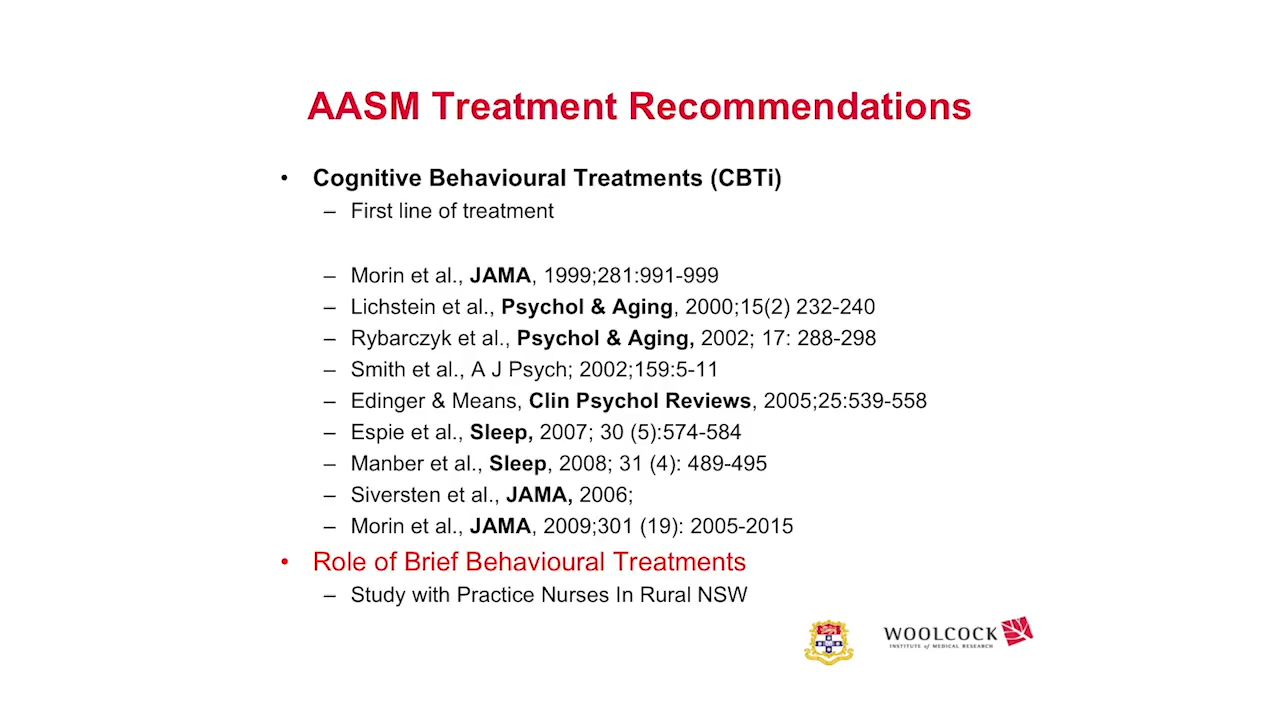 AASM Treatment Recommendations
• Cognitive Behavioural Treatments (CBTi)
– First line of treatment
– Morin et al., JAMA, 1999;281:991-999
– Lichstein et al., Psychol & Aging, 2000;15(2) 232-240
– Rybarczyk et al., Psychol & Aging, 2002; 17: 288-298
– Smith et al., A J Psych; 2002;159:5-11
– Edinger & Means, Clin Psychol Reviews, 2005;25:539-558
– Espie et al., Sleep, 2007; 30 (5):574-584
– Manber et al., Sleep, 2008; 31 (4): 489-495
– Siversten et al., JAMA, 2006;
– Morin et al., JAMA, 2009;301 (19): 2005-2015
• Role of Brief Behavioural Treatments
– Study with Practice Nurses In Rural NSW
WOOLCOCK
INSTITUTE of MEDICAL RESEARCH